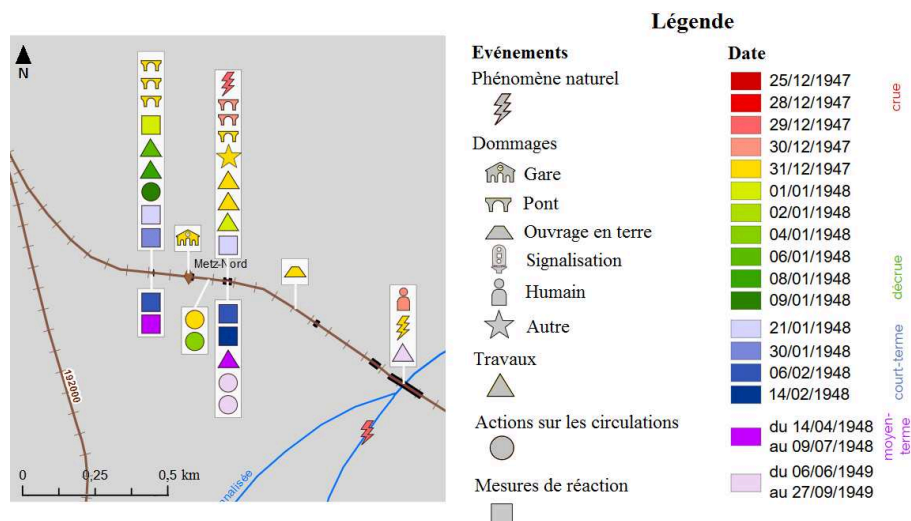 Légende
N
Metz-Nord
192000
nalisée
0 0,25 0,5 km
Evénements
Phénomène naturel
Dommages
Gare
Pont
Ouvrage en terre
Signalisation
Humain
Autre
Travaux
Actions sur les circulations
Mesures de réaction
Date
25/12/1947
28/12/1947
29/12/1947
30/12/1947
31/12/1947
01/01/1948
02/01/1948
04/01/1948
06/01/1948
08/01/1948
09/01/1948
21/01/1948
30/01/1948
06/02/1948
14/02/1948
du 14/04/1948
au 09/07/1948
du 06/06/1949
au 27/09/1949
crue
décrue
court-terme
moyen-
terme